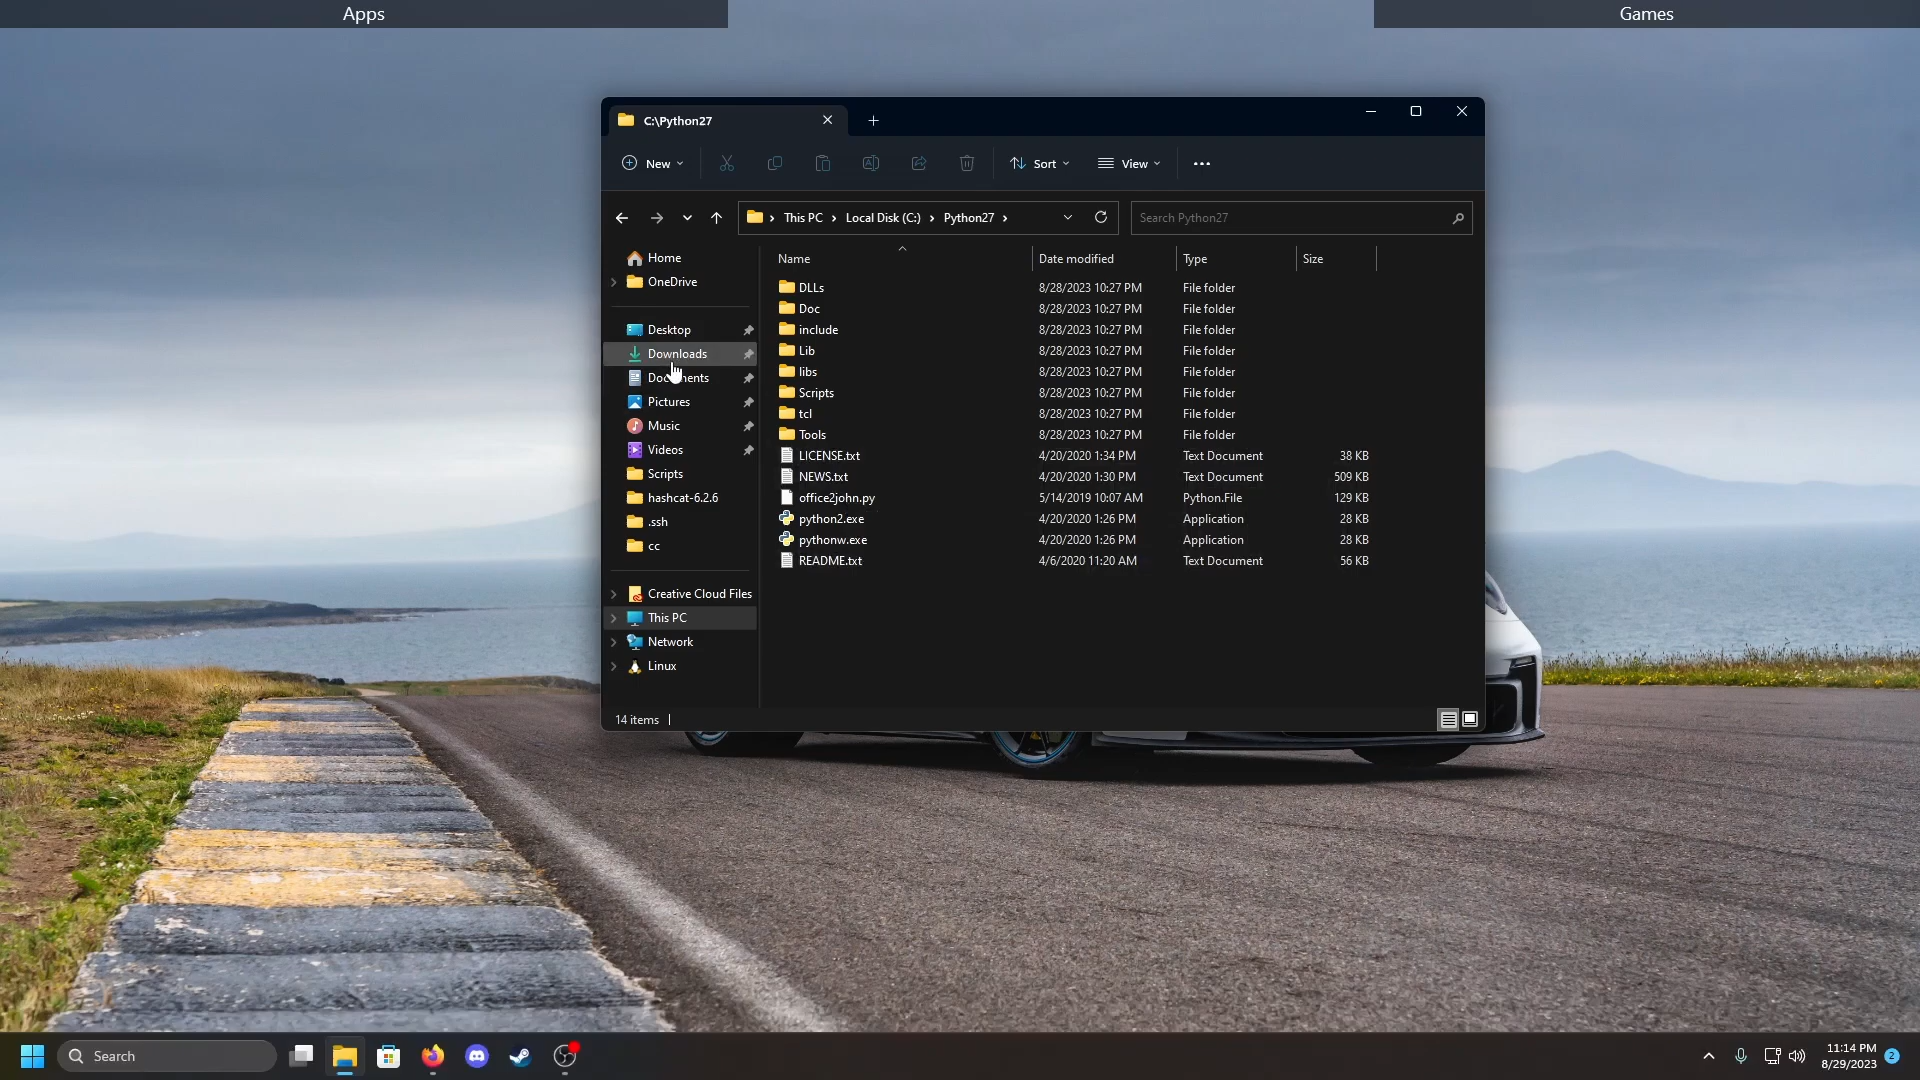 Apps
Games
C:\Python27
New
Sort
View
This PC
Local Disk (C:)
Python27
Search Python27
Home
OneDrive
Desktop
Downloads
Documents
Pictures
Music
Videos
Scripts
hashcat-6.2.6
.ssh
cc
Creative Cloud Files
This PC
Network
Linux
Name Date modified Type Size
DLLs 8/28/2023 10:27 PM File folder
Doc 8/28/2023 10:27 PM File folder
include 8/28/2023 10:27 PM File folder
Lib 8/28/2023 10:27 PM File folder
libs 8/28/2023 10:27 PM File folder
Scripts 8/28/2023 10:27 PM File folder
tcl 8/28/2023 10:27 PM File folder
Tools 8/28/2023 10:27 PM File folder
LICENSE.txt 4/20/2020 1:34 PM Text Document 38 KB
NEWS.txt 4/20/2020 1:30 PM Text Document 509 KB
office2john.py 5/14/2019 10:07 AM Python.File 129 KB
python2.exe 4/20/2020 1:26 PM Application 28 KB
pythonw.exe 4/20/2020 1:26 PM Application 28 KB
README.txt 4/6/2020 11:20 AM Text Document 56 KB
14 items
Search
11:14 PM
8/29/2023
2